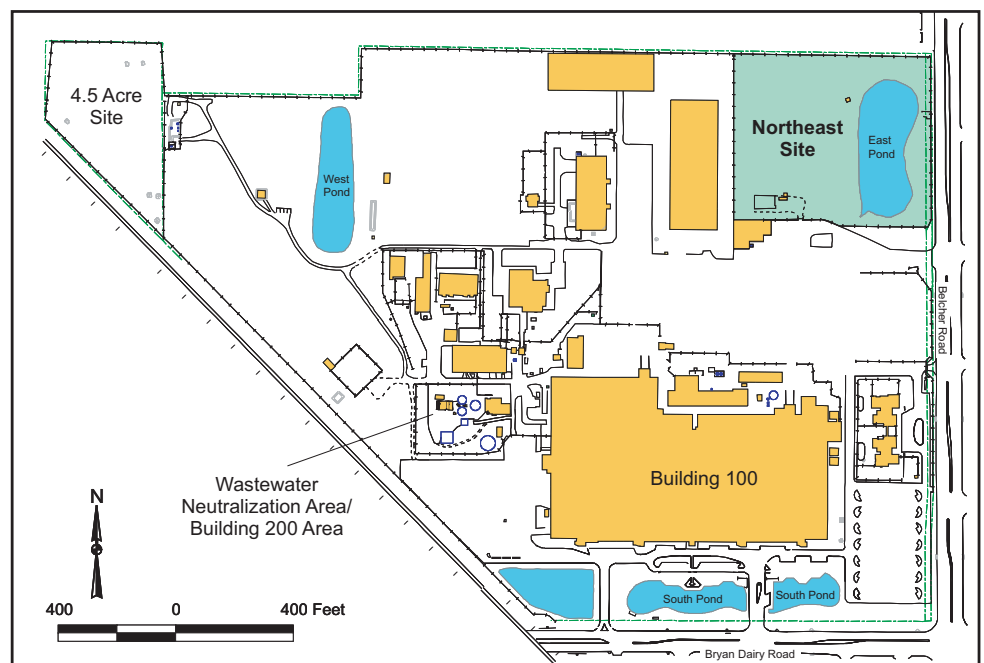 4.5 Acre
Site
West
Pond
Northeast
Site
East
Pond
Belcher Road
Building 100
Wastewater
Neutralization Area/
Building 200 Area
N
400 0 400 Feet
South Pond
South Pond
Bryan Dairy Road